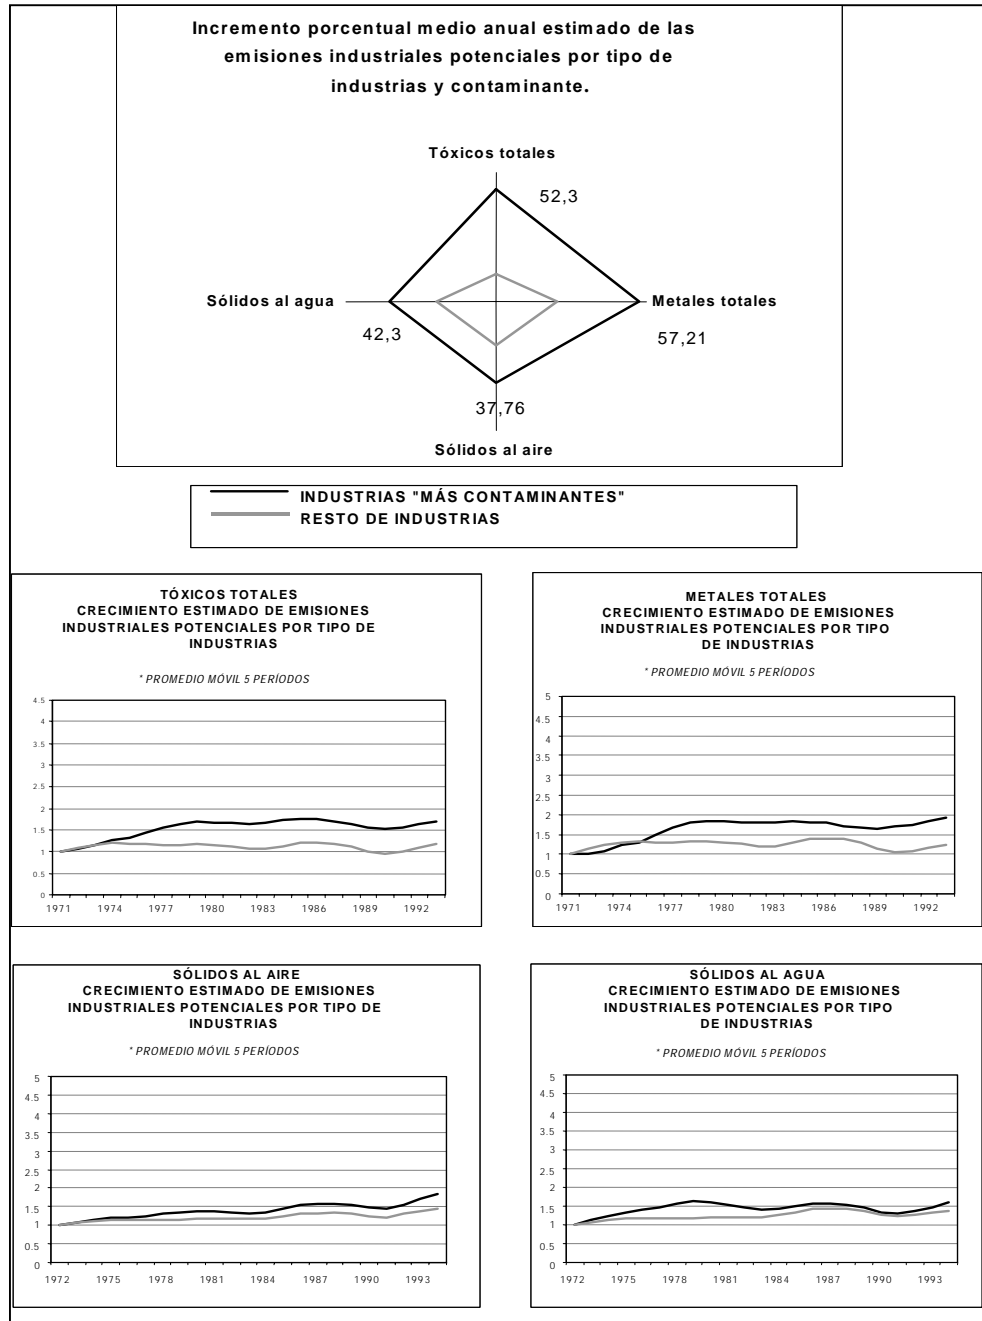 Incremento porcentual medio anual estimado de las
emisiones industriales potenciales por tipo de
industrias y contaminante.
Tóxicos totales
52,3
Sólidos al agua
Metales totales
42,3
57,21
37,76
Sólidos al aire
INDUSTRIAS "MÁS CONTAMINANTES"
RESTO DE INDUSTRIAS
TÓXICOS TOTALES
CRECIMIENTO ESTIMADO DE EMISIONES
INDUSTRIALES POTENCIALES POR TIPO DE
INDUSTRIAS
* PROMEDIO MÓVIL 5 PERÍODOS
4.5
4
3.5
3
2.5
2
1.5
1
0.5
0
1971 1974 1977 1980 1983 1986 1989 1992
METALES TOTALES
CRECIMIENTO ESTIMADO DE EMISIONES
INDUSTRIALES POTENCIALES POR TIPO
DE INDUSTRIAS
* PROMEDIO MÓVIL 5 PERÍODOS
5
4.5
4
3.5
3
2.5
2
1.5
1
0.5
0
1971 1974 1977 1980 1983 1986 1989 1992
SÓLIDOS AL AIRE
CRECIMIENTO ESTIMADO DE EMISIONES
INDUSTRIALES POTENCIALES POR TIPO DE
INDUSTRIAS
* PROMEDIO MÓVIL 5 PERÍODOS
5
4.5
4
3.5
3
2.5
2
1.5
1
0.5
0
1972 1975 1978 1981 1984 1987 1990 1993
SÓLIDOS AL AGUA
CRECIMIENTO ESTIMADO DE EMISIONES
INDUSTRIALES POTENCIALES POR TIPO
DE INDUSTRIAS
* PROMEDIO MÓVIL 5 PERÍODOS
5
4.5
4
3.5
3
2.5
2
1.5
1
0.5
0
1972 1975 1978 1981 1984 1987 1990 1993